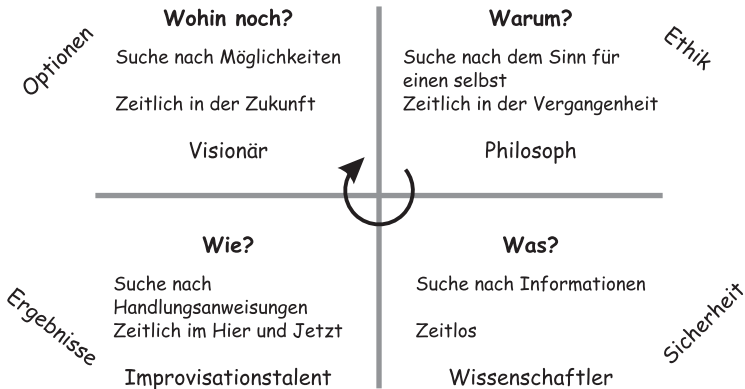 Optionen
Wohin noch?
Suche nach Möglichkeiten
Zeitlich in der Zukunft
Visionär
Warum?
Suche nach dem Sinn für
einen selbst
Zeitlich in der Vergangenheit
Philosoph
Ethik
Ergebnisse
Wie?
Suche nach
Handlungsanweisungen
Zeitlich im Hier und Jetzt
Improvisationstalent
Was?
Suche nach Informationen
Zeitlos
Wissenschaftler
Sicherheit